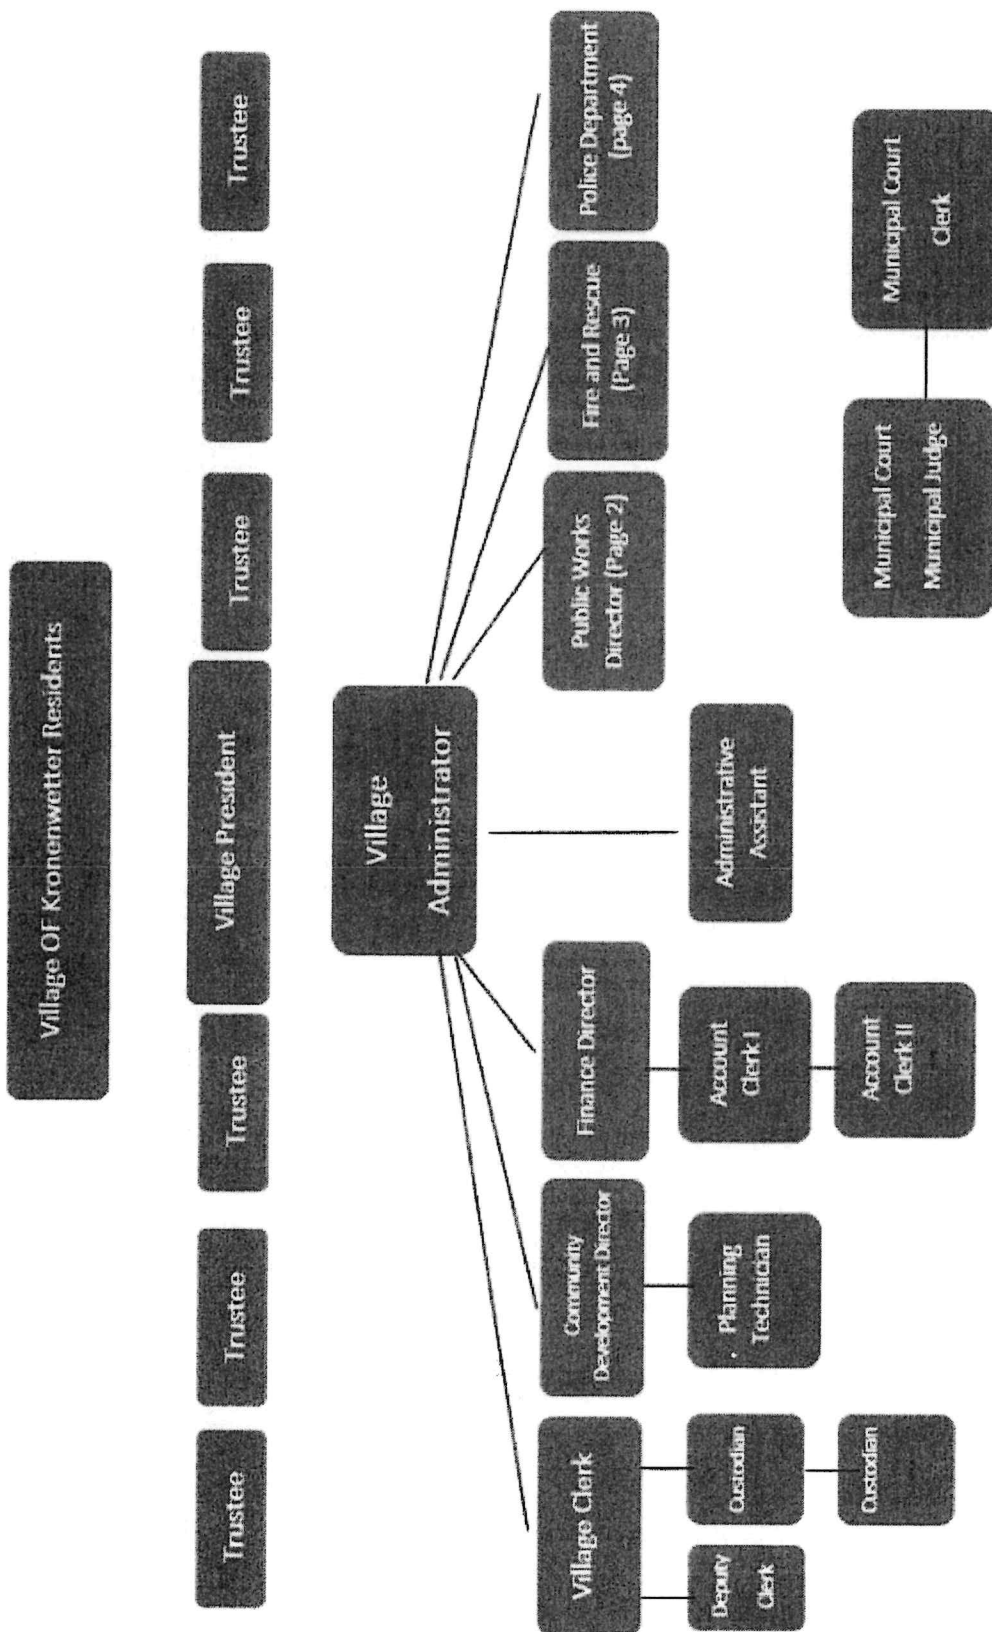 Village OF Kronenwetter Residents
Trustee
Trustee
Trustee
Village President
Trustee
Trustee
Trustee
Village
Administrator
Village Clerk
Community
Development Director
Finance Director
Public Works
Director (Page 2)
Fire and Rescue
(Page 3)
Police Department
(page 4)
Deputy
Clerk
Custodian
Planning
Technician
Account
Clerk I
Administrative
Assistant
Custodian
Account
Clerk II
Municipal Court
Municipal Judge
Municipal Court
Clerk